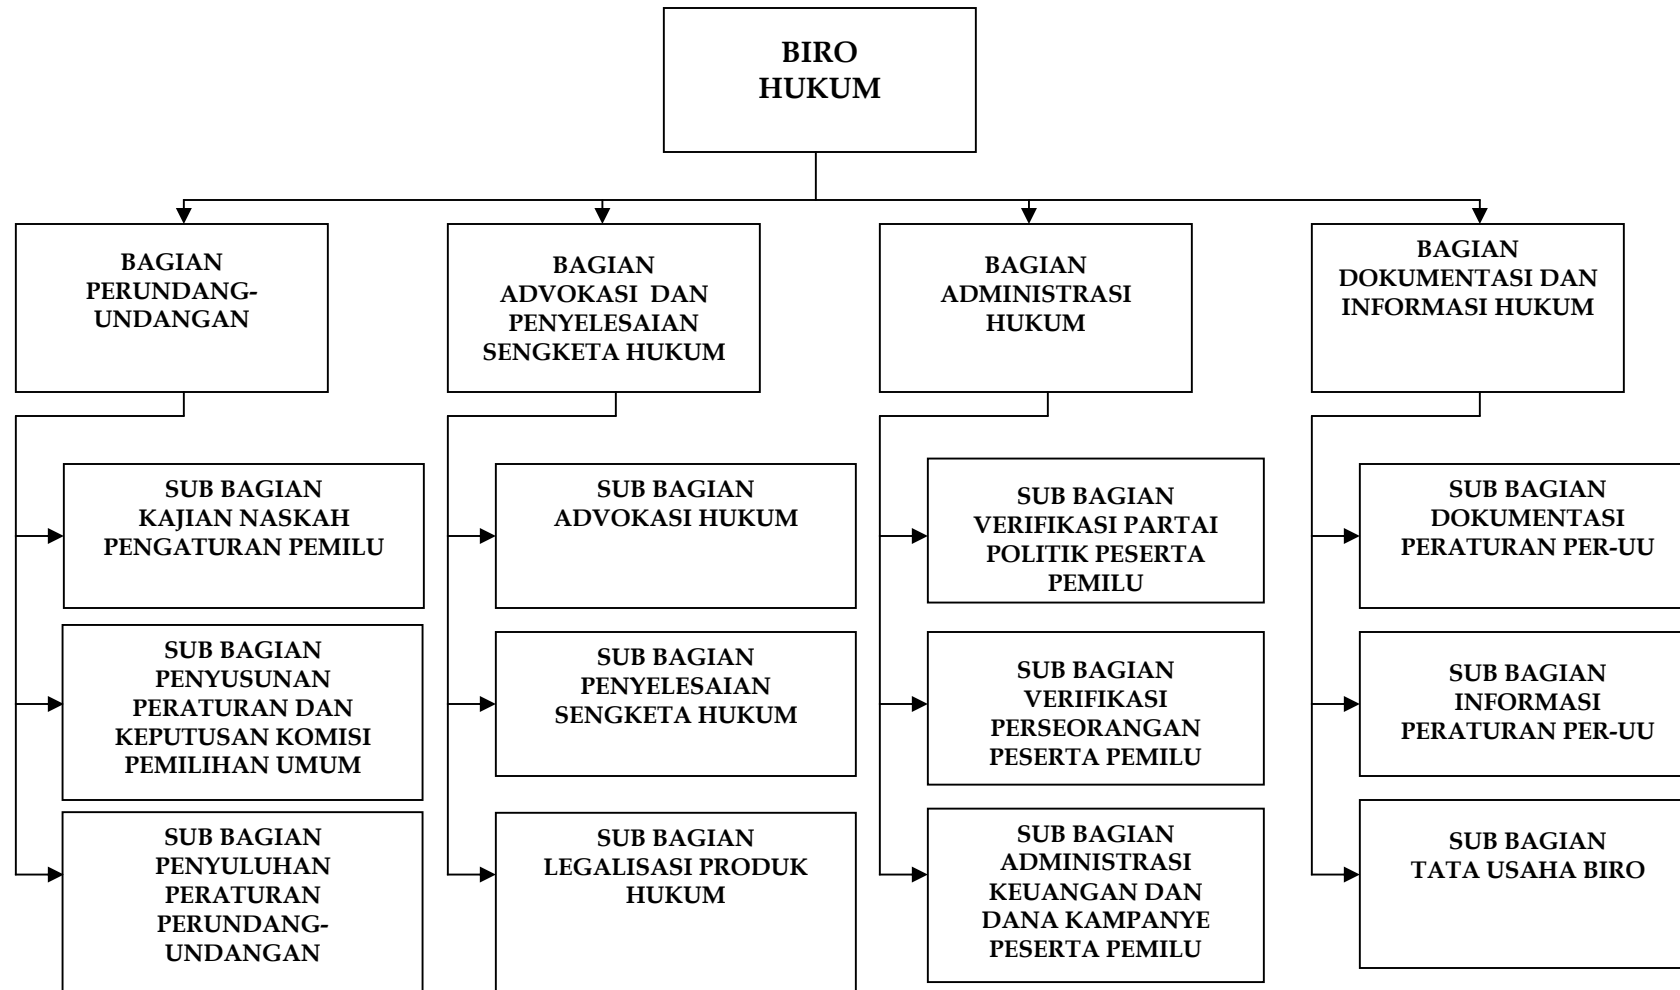 BIRO
HUKUM
BAGIAN
PERUNDANG-
UNDANGAN
BAGIAN
ADVOKASI DAN
PENYELESAIAN
SENGKETA HUKUM
BAGIAN
ADMINISTRASI
HUKUM
BAGIAN
DOKUMENTASI DAN
INFORMASI HUKUM
SUB BAGIAN
KAJIAN NASKAH
PENGATURAN PEMILU
SUB BAGIAN
ADVOKASI HUKUM
SUB BAGIAN
VERIFIKASI PARTAI
POLITIK PESERTA
PEMILU
SUB BAGIAN
DOKUMENTASI
PERATURAN PER-UU
SUB BAGIAN
PENYUSUNAN
PERATURAN DAN
KEPUTUSAN KOMISI
PEMILIHAN UMUM
SUB BAGIAN
PENYELESAIAN
SENGKETA HUKUM
SUB BAGIAN
VERIFIKASI
PERSEORANGAN
PESERTA PEMILU
SUB BAGIAN
INFORMASI
PERATURAN PER-UU
SUB BAGIAN
PENYULUHAN
PERATURAN
PERUNDANG-
UNDANGAN
SUB BAGIAN
LEGALISASI PRODUK
HUKUM
SUB BAGIAN
ADMINISTRASI
KEUANGAN DAN
DANA KAMPANYE
PESERTA PEMILU
SUB BAGIAN
TATA USAHA BIRO